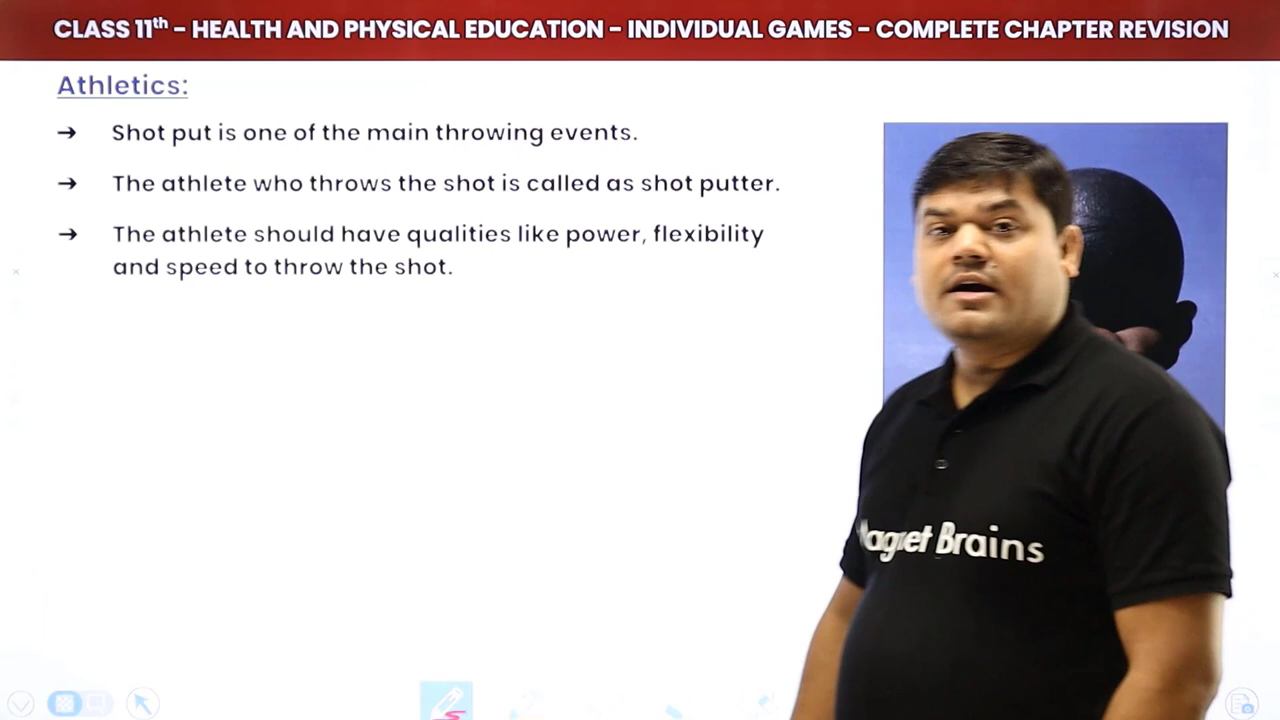 CLASS 11th – HEALTH AND PHYSICAL EDUCATION – INDIVIDUAL GAMES – COMPLETE CHAPTER REVISION
Athletics:
→ Shot put is one of the main throwing events.
→ The athlete who throws the shot is called as shot putter.
→ The athlete should have qualities like power, flexibility
and speed to throw the shot.
Brains